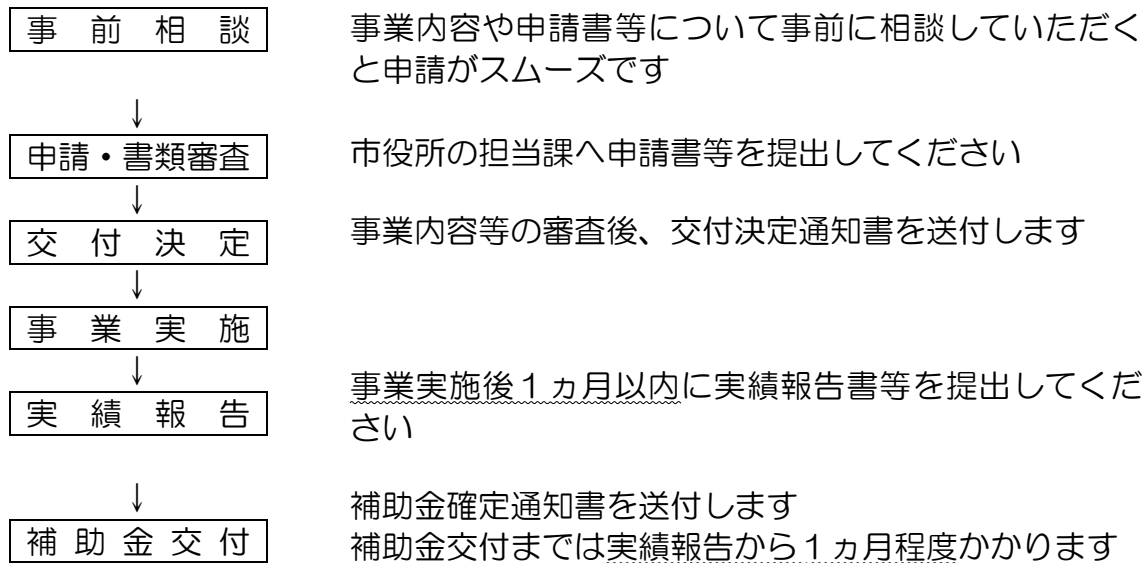 事前相談
事業内容や申請書等について事前に相談していただく
と申請がスムーズです
↓
申請・書類審査
市役所の担当課へ申請書等を提出してください
↓
交付決定
事業内容等の審査後、交付決定通知書を送付します
↓
事業実施
↓
実績報告
事業実施後１ヵ月以内に実績報告書等を提出してくだ
さい
↓
補助金交付
補助金確定通知書を送付します
補助金交付までは実績報告から１ヵ月程度かかります